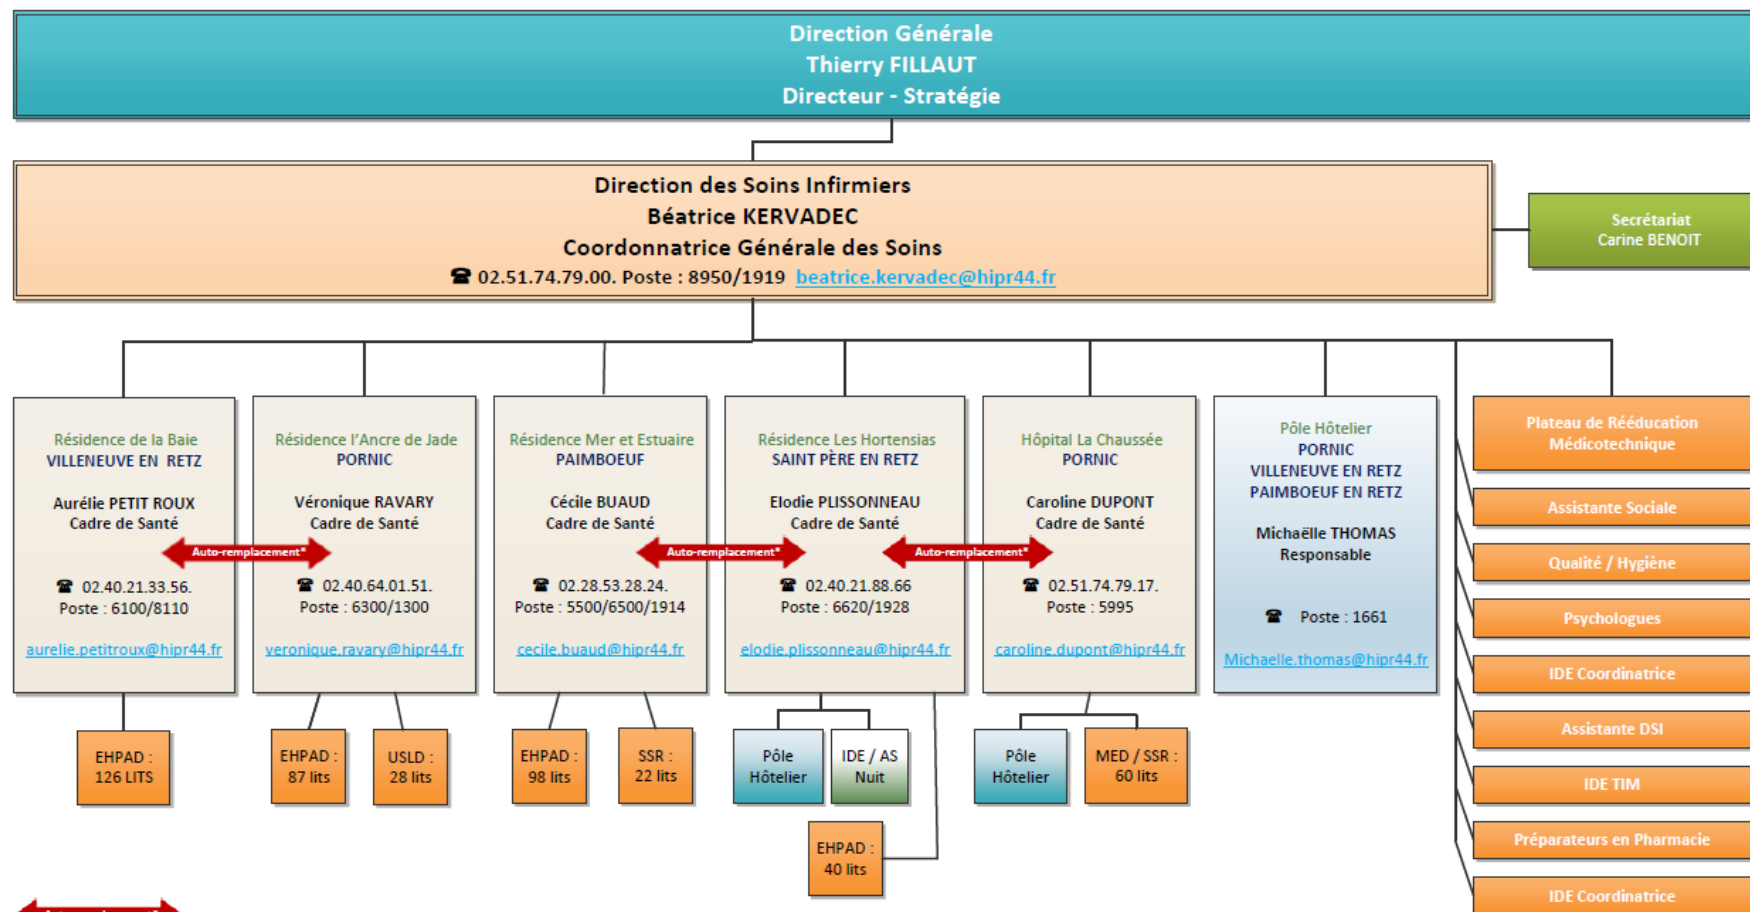 Direction Générale
Thierry FILLAUT
Directeur - Stratégie
Direction des Soins Infirmiers
Béatrice KERVADEC
Coordonnatrice Générale des Soins
☎ 02.51.74.79.00. Poste : 8950/1919 beatrice.kervadec@hipr44.fr
Secrétariat
Carine BENOIT
Résidence de la Baie
VILLENEUVE EN RETZ
Aurélie PETIT ROUX
Cadre de Santé
☎ 02.40.21.33.56.
Poste : 6100/8110
aurelie.petitroux@hipr44.fr
Auto-remplacement*
Résidence l'Ancre de Jade
PORNIC
Véronique RAVARY
Cadre de Santé
☎ 02.40.64.01.51.
Poste : 6300/1300
veronique.ravary@hipr44.fr
Résidence Mer et Estuaire
PAIMBOEUF
Cécile BUAUD
Cadre de Santé
☎ 02.28.53.28.24.
Poste : 5500/6500/1914
cecile.buaud@hipr44.fr
Auto-remplacement*
Résidence Les Hortensias
SAINT PÈRE EN RETZ
Elodie PLISSONNEAU
Cadre de Santé
☎ 02.40.21.88.66
Poste : 6620/1928
elodie.plissonneau@hipr44.fr
Auto-remplacement*
Hôpital La Chaussée
PORNIC
Caroline DUPONT
Cadre de Santé
☎ 02.51.74.79.17.
Poste : 5995
caroline.dupont@hipr44.fr
Pôle Hôtelier
PORNIC
VILLENEUVE EN RETZ
PAIMBOEUF EN RETZ
Michaëlle THOMAS
Responsable
☎ Poste : 1661
Michaelle.thomas@hipr44.fr
Plateau de Rééducation
Médicotechnique
Assistante Sociale
Qualité / Hygiène
Psychologues
IDE Coordinatrice
Assistante DSI
IDE TIM
Préparateurs en Pharmacie
IDE Coordinatrice
EHPAD :
126 LITS
EHPAD :
87 lits
USLD :
28 lits
EHPAD :
98 lits
SSR :
22 lits
Pôle
Hôtelier
IDE / AS
Nuit
EHPAD :
40 lits
Pôle
Hôtelier
MED / SSR :
60 lits